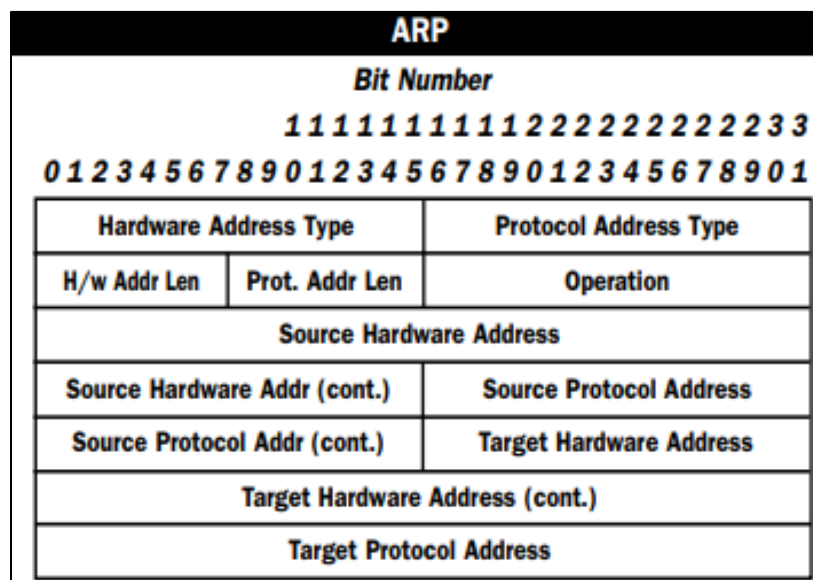 ARP
Bit Number
1 1 1 1 1 1 1 1 1 1 2 2 2 2 2 2 2 2 2 2 3 3
0 1 2 3 4 5 6 7 8 9 0 1 2 3 4 5 6 7 8 9 0 1 2 3 4 5 6 7 8 9 0 1
Hardware Address Type Protocol Address Type
H/w Addr Len Prot. Addr Len Operation
Source Hardware Address
Source Hardware Addr (cont.) Source Protocol Address
Source Protocol Addr (cont.) Target Hardware Address
Target Hardware Address (cont.)
Target Protocol Address